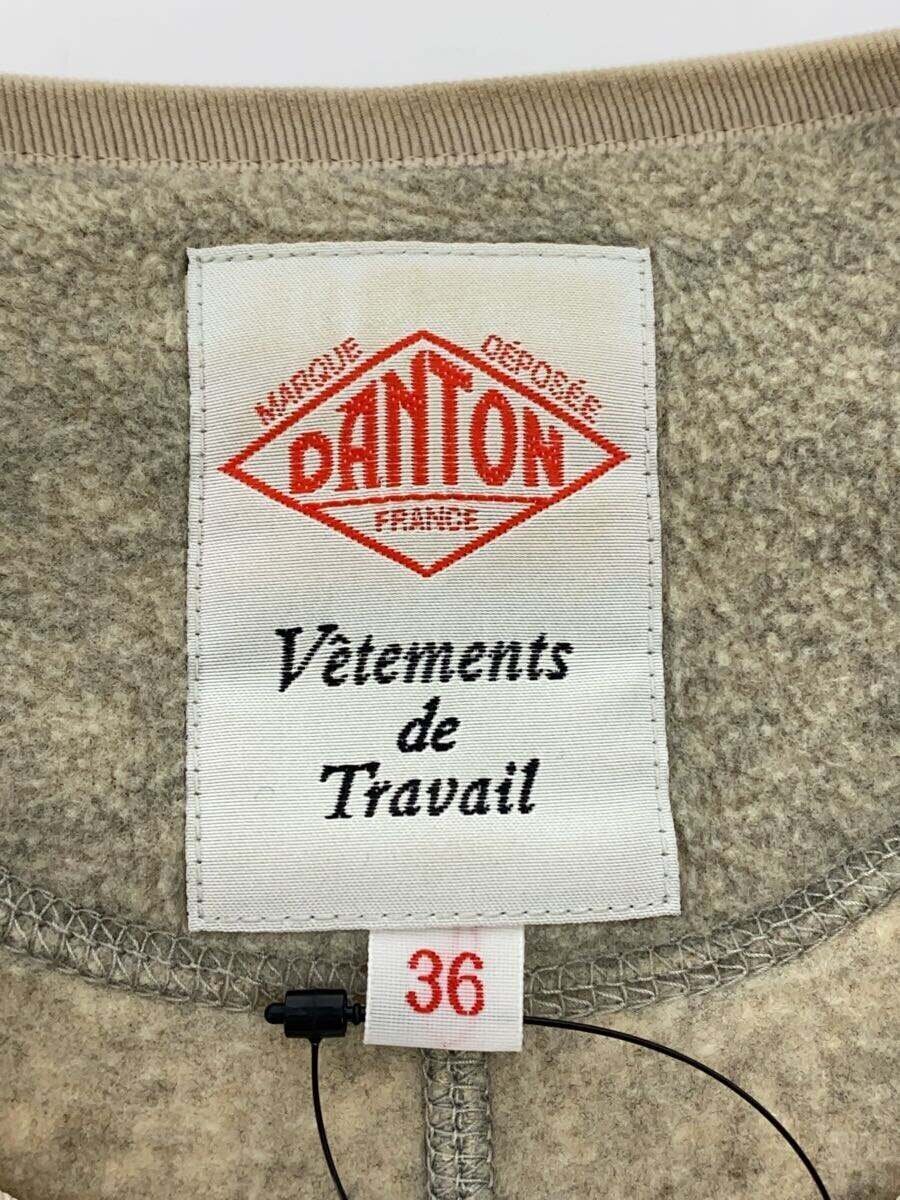 MARQUE DÉPOSÉE
DANTON
FRANCE
Vêtements
de
Travail
36